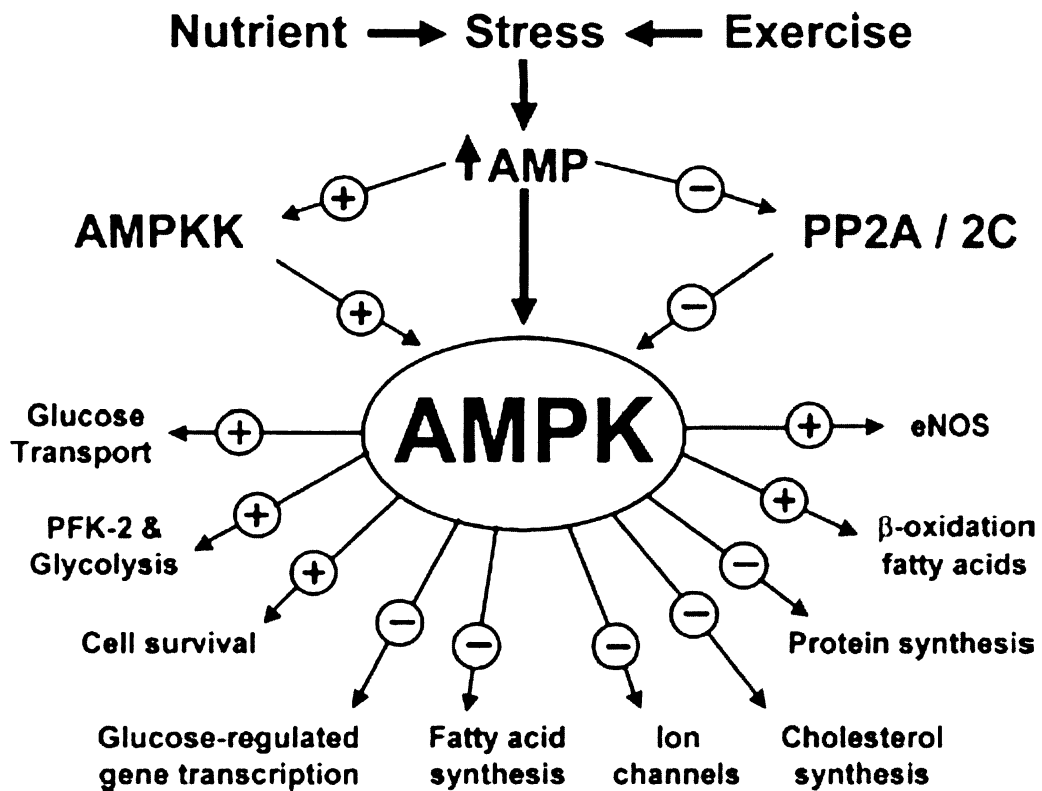 Nutrient Stress Exercise
AMP
+ −
AMPKK PP2A / 2C
+ −
AMPK
Glucose
Transport
+ + eNOS
PFK-2 &
Glycolysis
+ + β-oxidation
fatty acids
+ −
Cell survival − − − − Protein synthesis
Glucose-regulated
gene transcription
Fatty acid
synthesis
Ion
channels
Cholesterol
synthesis